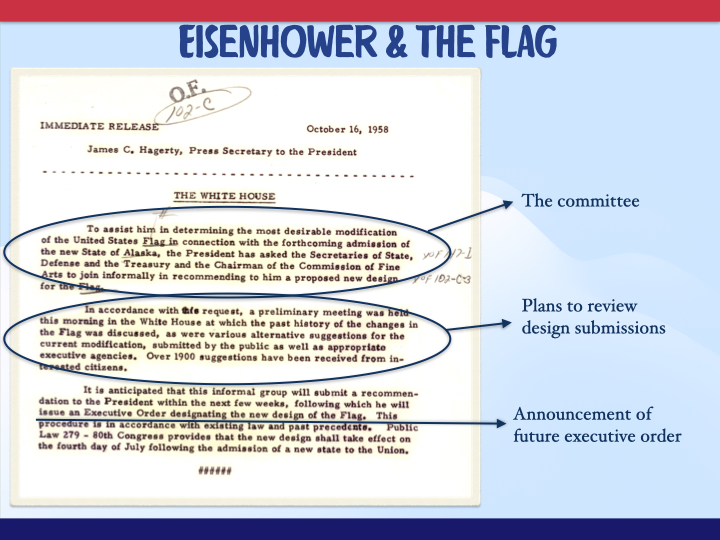 EISENHOWER & THE FLAG
O.F.
102-C
IMMEDIATE RELEASE
October 16, 1958
James C. Hagerty, Press Secretary to the President
THE WHITE HOUSE
To assist him in determining the most desirable modification
of the United States Flag in connection with the forthcoming admission of
the new State of Alaska, the President has asked the Secretaries of State,
Defense and the Treasury and the Chairman of the Commission of Fine
Arts to join informally in recommending to him a proposed new design
for the Flag.
In accordance with this request, a preliminary meeting was held
this morning in the White House at which the past history of the changes in
the Flag was discussed, as were various alternative suggestions for the
current modification, submitted by the public as well as appropriate
executive agencies. Over 1900 suggestions have been received from in-
terested citizens.
It is anticipated that this informal group will submit a recommen-
dation to the President within the next few weeks, following which he will
issue an Executive Order designating the new design of the Flag. This
procedure is in accordance with existing law and past precedents. Public
Law 279 - 80th Congress provides that the new design shall take effect on
the fourth day of July following the admission of a new state to the Union.
######
The committee
Plans to review
design submissions
Announcement of
future executive order